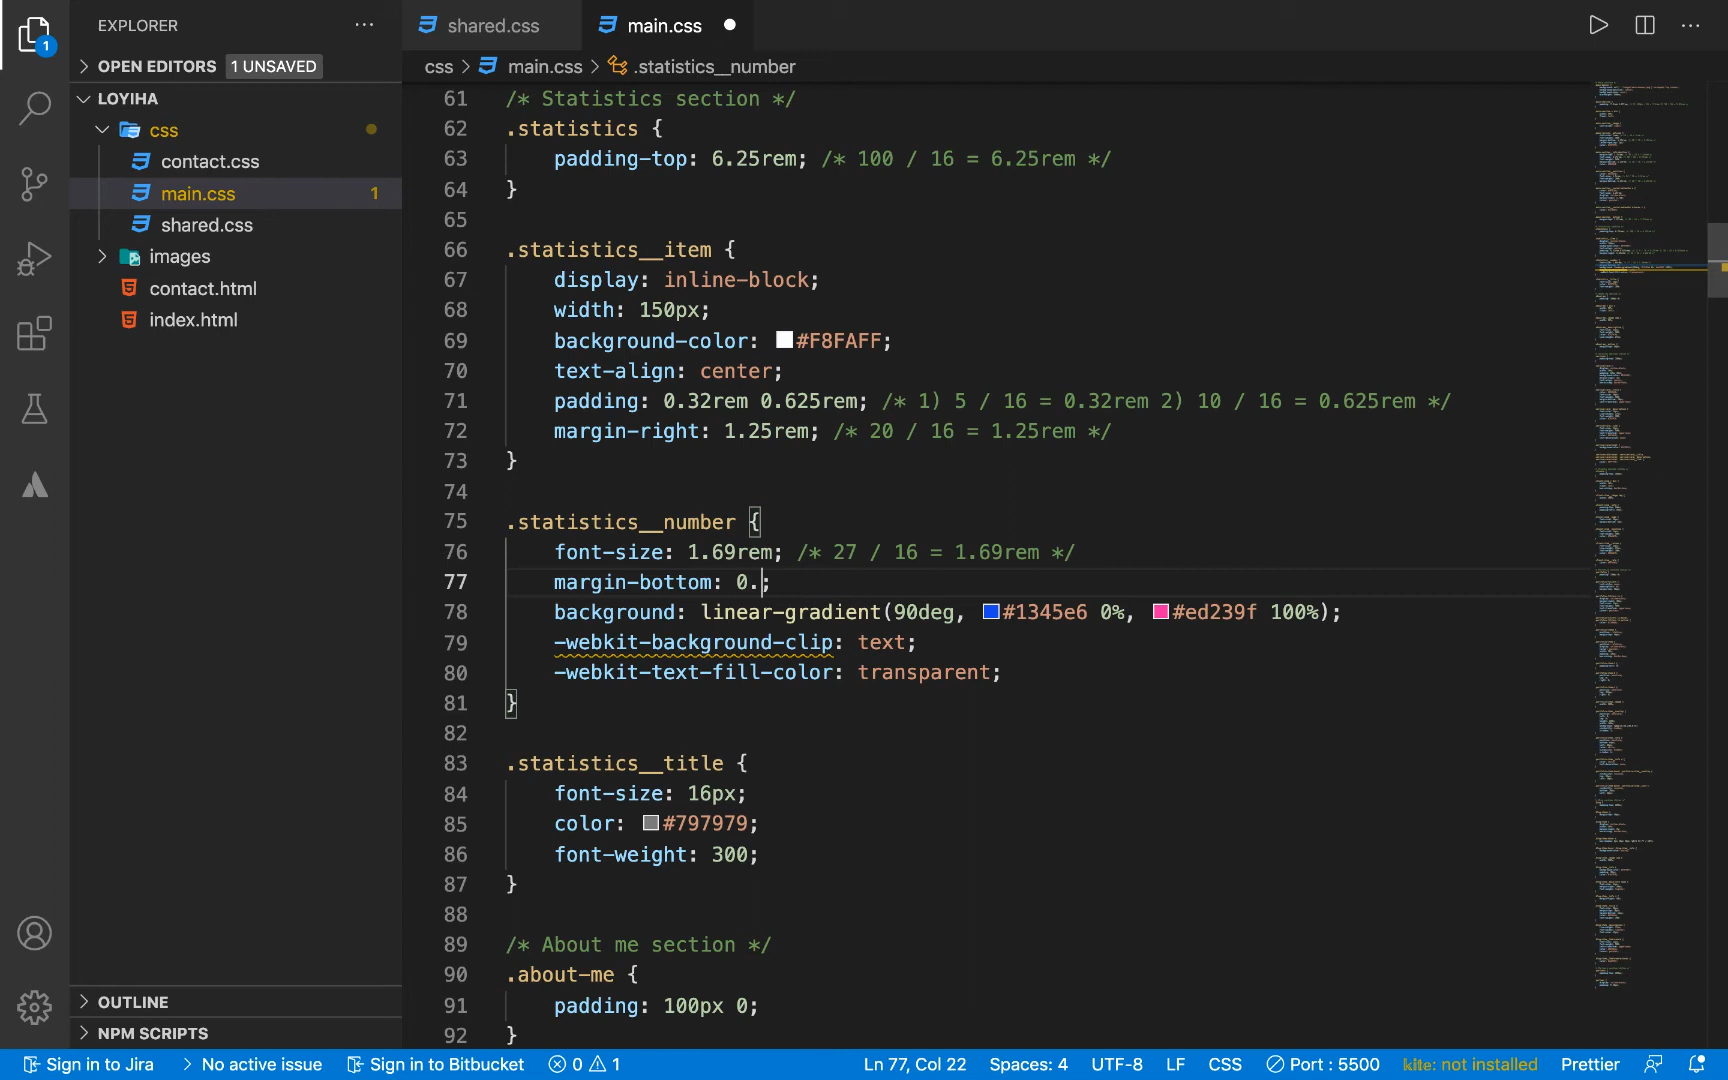 EXPLORER
shared.css
main.css
1
OPEN EDITORS 1 UNSAVED
css > main.css > .statistics__number
LOYIHA
css
contact.css
main.css 1
shared.css
images
contact.html
index.html
61 /* Statistics section */
62 .statistics {
63 padding-top: 6.25rem; /* 100 / 16 = 6.25rem */
64 }
65
66 .statistics__item {
67 display: inline-block;
68 width: 150px;
69 background-color: #F8FAFF;
70 text-align: center;
71 padding: 0.32rem 0.625rem; /* 1) 5 / 16 = 0.32rem 2) 10 / 16 = 0.625rem */
72 margin-right: 1.25rem; /* 20 / 16 = 1.25rem */
73 }
74
75 .statistics__number {
76 font-size: 1.69rem; /* 27 / 16 = 1.69rem */
77 margin-bottom: 0.;
78 background: linear-gradient(90deg, #1345e6 0%, #ed239f 100%);
79 -webkit-background-clip: text;
80 -webkit-text-fill-color: transparent;
81 }
82
83 .statistics__title {
84 font-size: 16px;
85 color: #797979;
86 font-weight: 300;
87 }
88
89 /* About me section */
90 .about-me {
91 padding: 100px 0;
92 }
OUTLINE
NPM SCRIPTS
Sign in to Jira > No active issue Sign in to Bitbucket 0 1 Ln 77, Col 22 Spaces: 4 UTF-8 LF CSS Port : 5500 kite: not installed Prettier